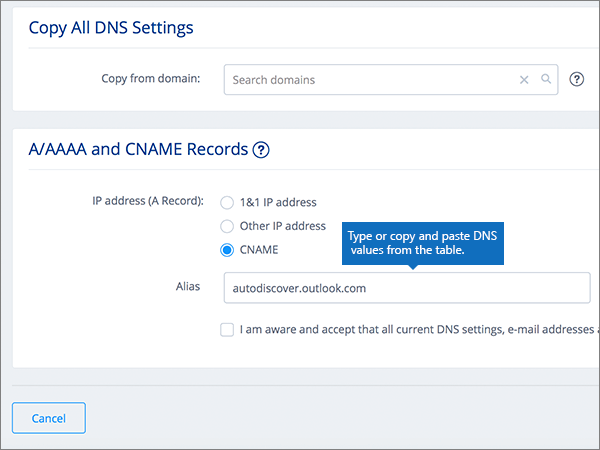 Copy All DNS Settings
Copy from domain:
Search domains
A/AAAA and CNAME Records
IP address (A Record):
1&1 IP address
Other IP address
CNAME
Type or copy and paste DNS
values from the table.
Alias
autodiscover.outlook.com
I am aware and accept that all current DNS settings, e-mail addresses
Cancel